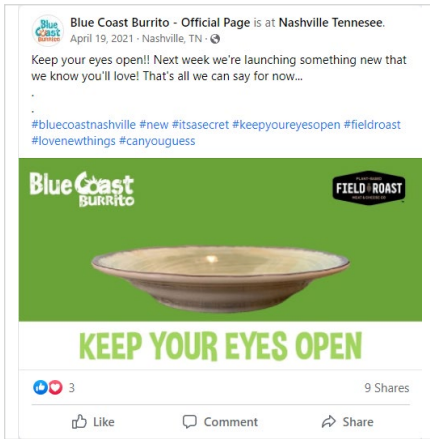 Blue Coast Burrito - Official Page is at Nashville Tennesee.
April 19, 2021 · Nashville, TN ·
Keep your eyes open!! Next week we're launching something new that
we know you'll love! That's all we can say for now...
.
.
#bluecoastnashville #new #itsasecret #keepyoureyesopen #fieldroast
#lovenewthings #canyouguess
Blue Coast
BURRITO
FIELD ROAST
KEEP YOUR EYES OPEN
3
9 Shares
Like
Comment
Share